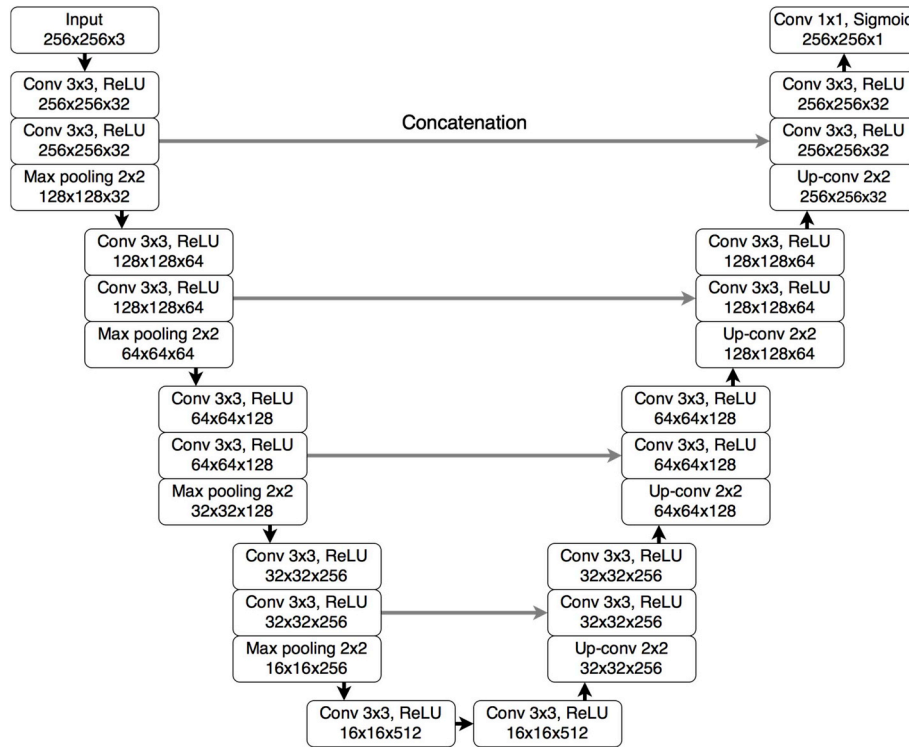 Input
256x256x3
Conv 3x3, ReLU
256x256x32
Conv 3x3, ReLU
256x256x32
Max pooling 2x2
128x128x32
Conv 3x3, ReLU
128x128x64
Conv 3x3, ReLU
128x128x64
Max pooling 2x2
64x64x64
Conv 3x3, ReLU
64x64x128
Conv 3x3, ReLU
64x64x128
Max pooling 2x2
32x32x128
Conv 3x3, ReLU
32x32x256
Conv 3x3, ReLU
32x32x256
Max pooling 2x2
16x16x256
Conv 3x3, ReLU
16x16x512
Conv 3x3, ReLU
16x16x512
Concatenation
Conv 1x1, Sigmoid
256x256x1
Conv 3x3, ReLU
256x256x32
Conv 3x3, ReLU
256x256x32
Up-conv 2x2
256x256x32
Conv 3x3, ReLU
128x128x64
Conv 3x3, ReLU
128x128x64
Up-conv 2x2
128x128x64
Conv 3x3, ReLU
64x64x128
Conv 3x3, ReLU
64x64x128
Up-conv 2x2
64x64x128
Conv 3x3, ReLU
32x32x256
Conv 3x3, ReLU
32x32x256
Up-conv 2x2
32x32x256